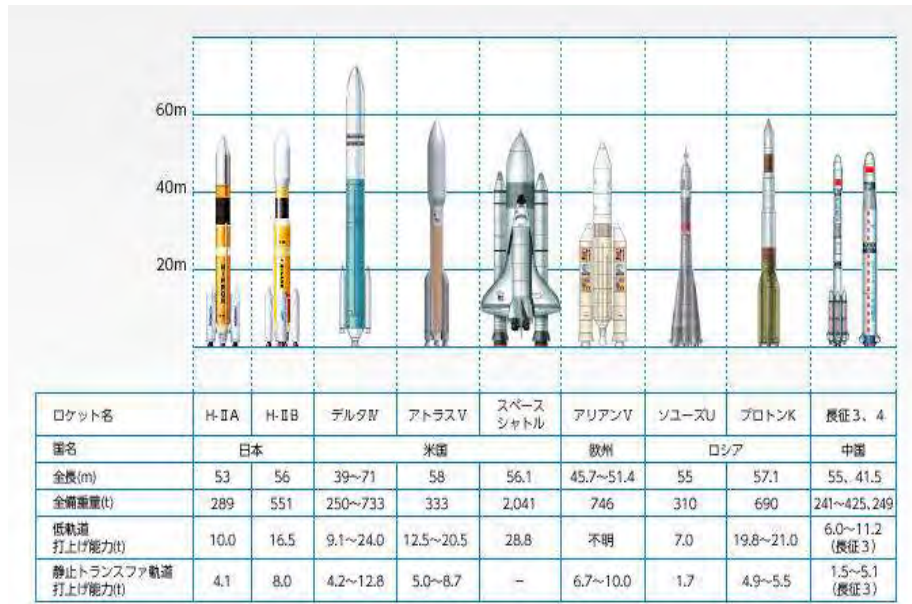 60m
40m
20m
ロケット名 H-ⅡA H-ⅡB デルタⅣ アトラスⅤ スペースシャトル アリアンⅤ ソユーズU プロトンK 長征3、4
国名 日本 米国 欧州 ロシア 中国
全長(m) 53 56 39〜71 58 56.1 45.7〜51.4 55 57.1 55、41.5
全備重量(t) 289 551 250〜733 333 2,041 746 310 690 241〜425、249
低軌道
打上げ能力(t) 10.0 16.5 9.1〜24.0 12.5〜20.5 28.8 不明 7.0 19.8〜21.0 6.0〜11.2
(長征3)
静止トランスファ軌道
打上げ能力(t) 4.1 8.0 4.2〜12.8 5.0〜8.7 − 6.7〜10.0 1.7 4.9〜5.5 1.5〜5.1
(長征3)